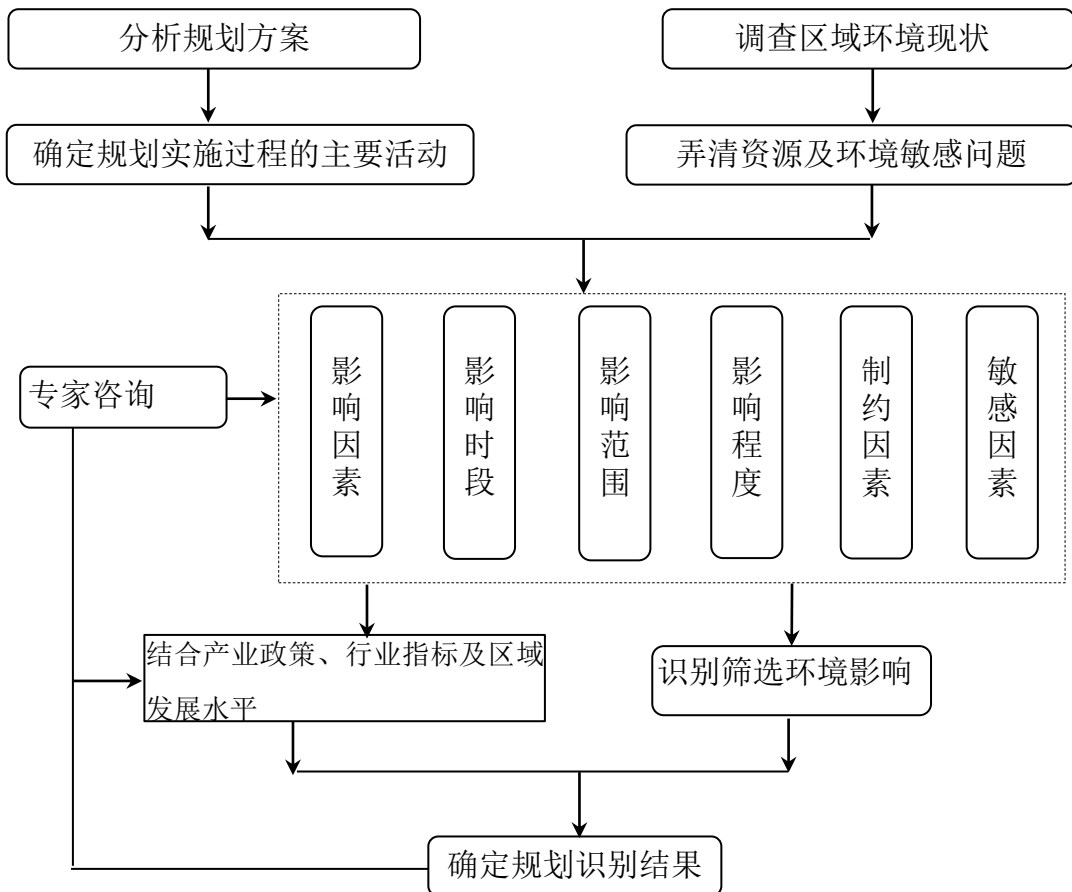 分析规划方案
调查区域环境现状
确定规划实施过程的主要活动
弄清资源及环境敏感问题
专家咨询
影响因素
影响时段
影响范围
影响程度
制约因素
敏感因素
结合产业政策、行业指标及区域
发展水平
识别筛选环境影响
确定规划识别结果